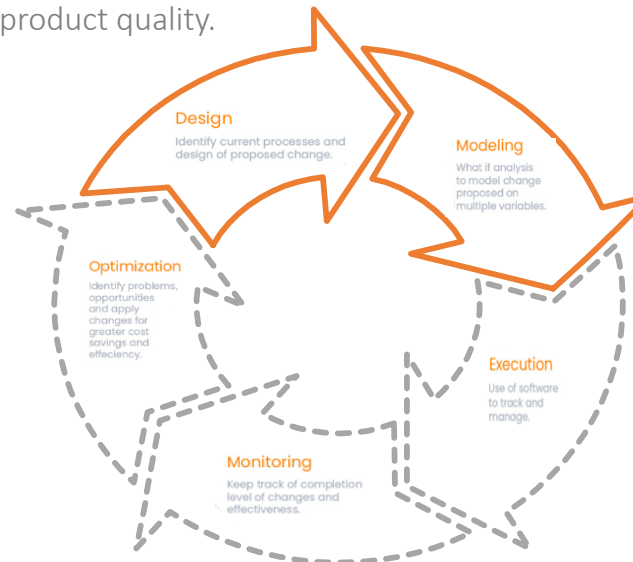 product quality.
Design
Identify current processes and
design of proposed change.
Modeling
What if analysis
to model change
proposed on
multiple variables.
Execution
Use of software
to track and
manage.
Monitoring
Keep track of completion
level of changes and
effectiveness.
Optimization
Identify problems,
opportunities
and apply
changes for
greater cost
savings and
effeciency.